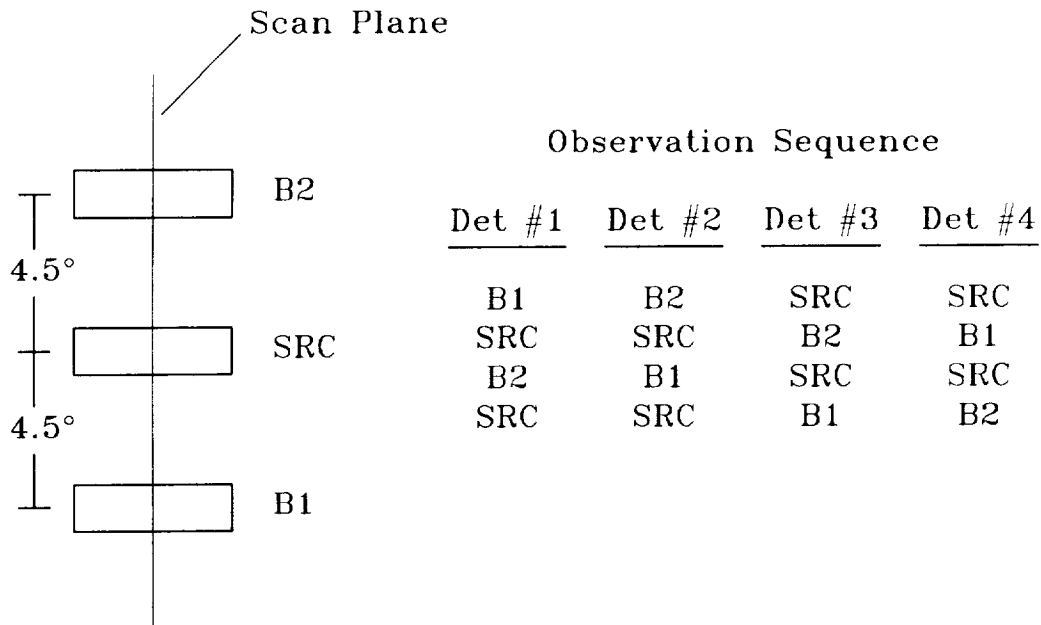 Scan Plane
B2
4.5°
SRC
4.5°
B1
Observation Sequence
Det #1 Det #2 Det #3 Det #4
B1 B2 SRC SRC
SRC SRC B2 B1
B2 B1 SRC SRC
SRC SRC B1 B2